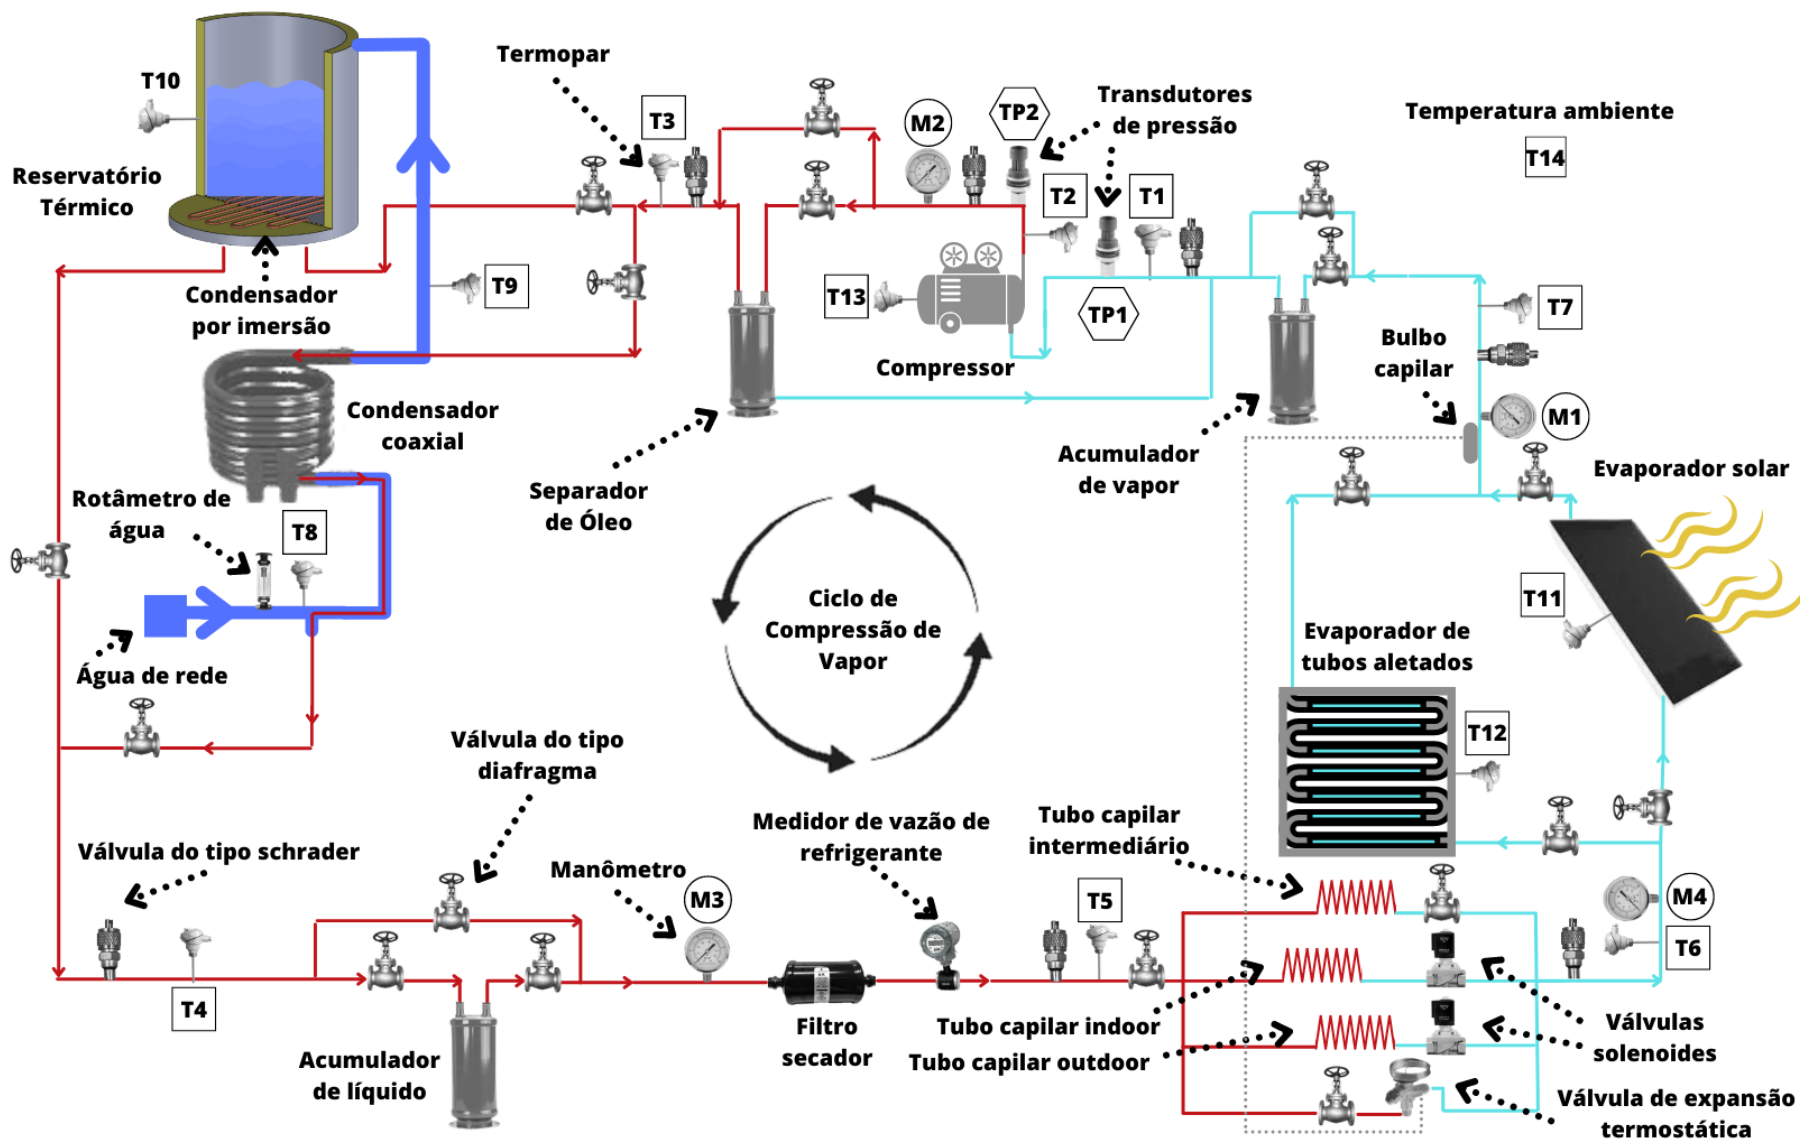 Termopar
T10
T3
M2
TP2
Transdutores
de pressão
Temperatura ambiente
T14
Reservatório
Térmico
T2
T1
T9
T13
TP1
T7
Condensador
por imersão
Compressor
Bulbo
capilar
M1
Condensador
coaxial
Acumulador
de vapor
Evaporador solar
Separador
de Óleo
Rotâmetro de
água
T8
Ciclo de
Compressão de
Vapor
T11
Evaporador de
tubos aletados
Água de rede
T12
Válvula do tipo
diafragma
Medidor de vazão de
refrigerante
Tubo capilar
intermediário
Válvula do tipo schrader
Manômetro
M3
T5
M4
T6
T4
Filtro
secador
Tubo capilar indoor
Tubo capilar outdoor
Válvulas
solenoides
Acumulador
de líquido
Válvula de expansão
termostática